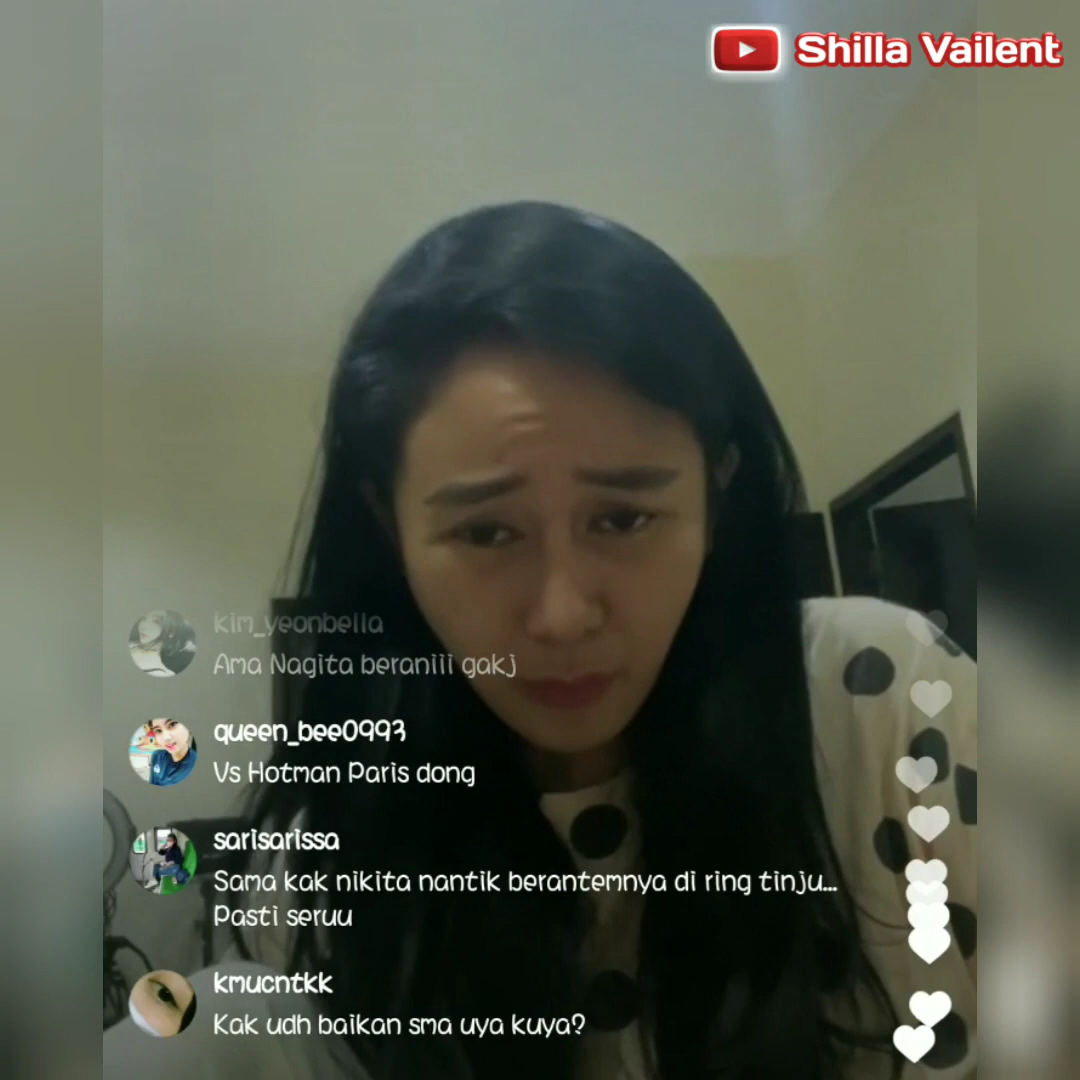 Shilla Vailent
kim_yeonbella
Ama Nagita beraniii gakj
queen_bee0993
Vs Hotman Paris dong
sarisarissa
Sama kak nikita nantik berantemnya di ring tinju...
Pasti seruu
kmucntkk
Kak udh baikan sma uya kuya?